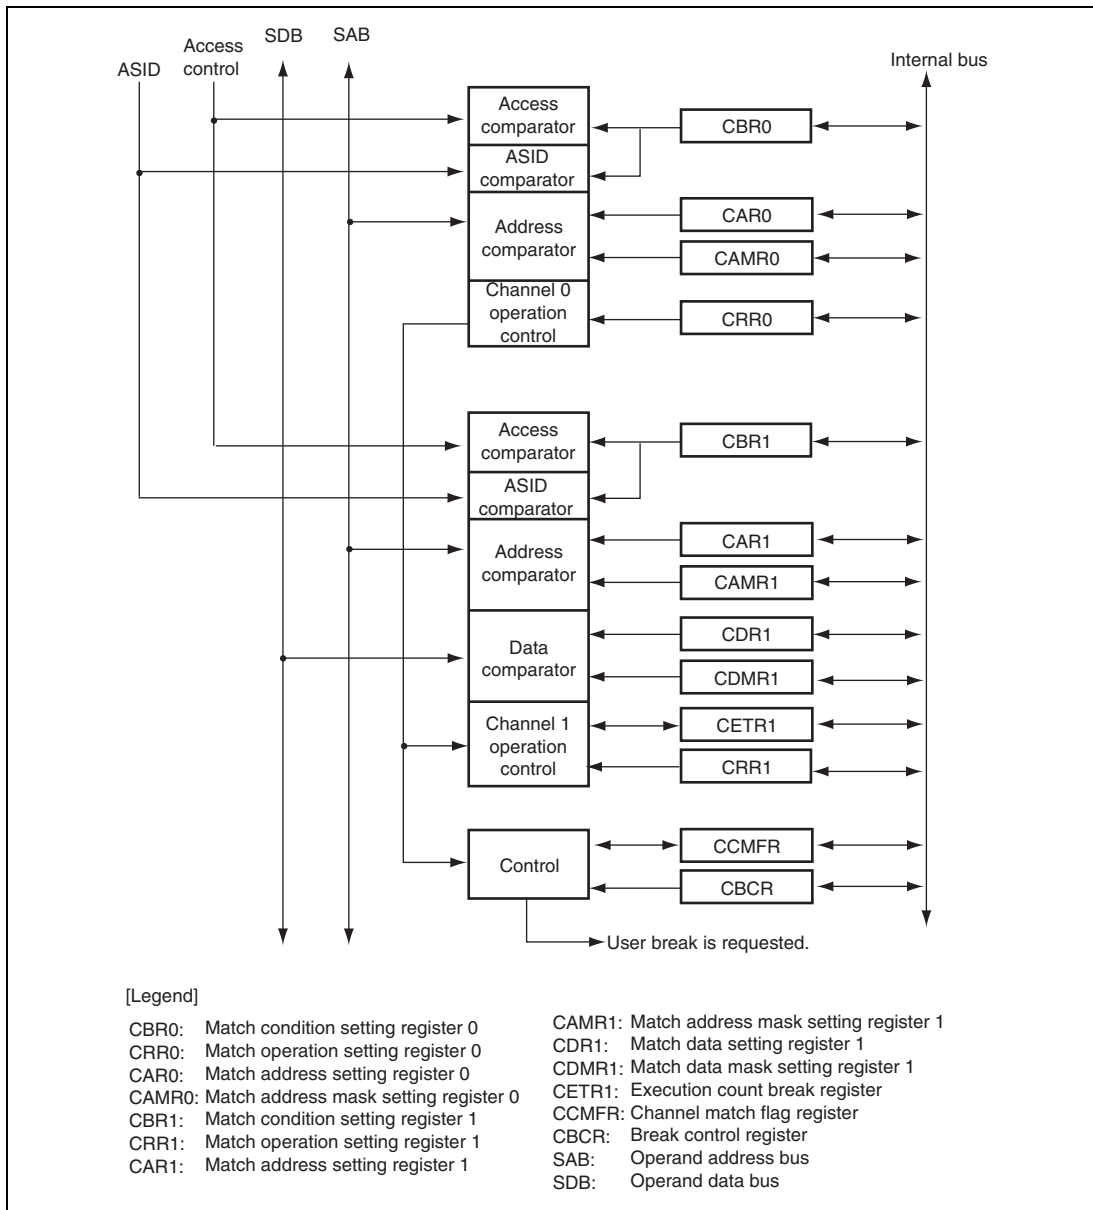 SDB
SAB
Access
control
ASID
Internal bus
Access
comparator
CBR0
ASID
comparator
CAR0
Address
comparator
CAMR0
Channel 0
operation
control
CRR0
Access
comparator
CBR1
ASID
comparator
CAR1
Address
comparator
CAMR1
CDR1
Data
comparator
CDMR1
Channel 1
operation
control
CETR1
CRR1
CCMFR
Control
CBCR
User break is requested.
[Legend]
CBR0: Match condition setting register 0
CRR0: Match operation setting register 0
CAR0: Match address setting register 0
CAMR0: Match address mask setting register 0
CBR1: Match condition setting register 1
CRR1: Match operation setting register 1
CAR1: Match address setting register 1
CAMR1: Match address mask setting register 1
CDR1: Match data setting register 1
CDMR1: Match data mask setting register 1
CETR1: Execution count break register
CCMFR: Channel match flag register
CBCR: Break control register
SAB: Operand address bus
SDB: Operand data bus